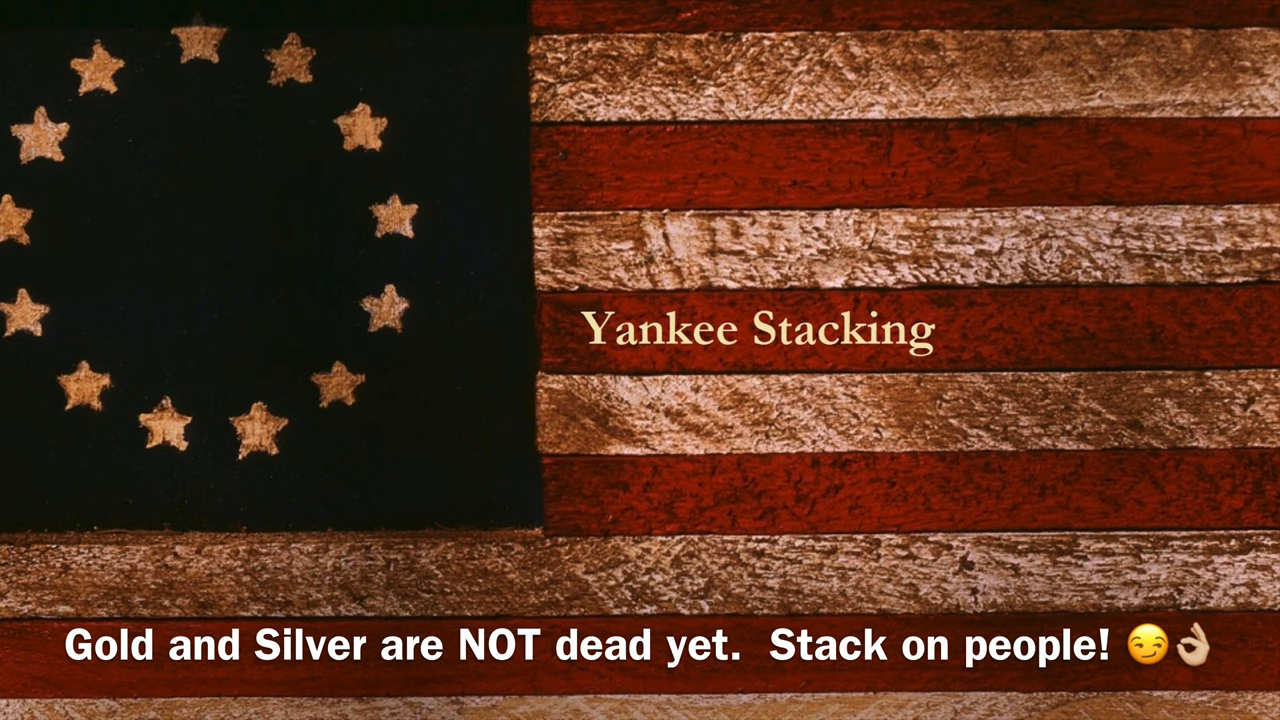 Yankee Stacking
Gold and Silver are NOT dead yet.  Stack on people! 😏👌🏼